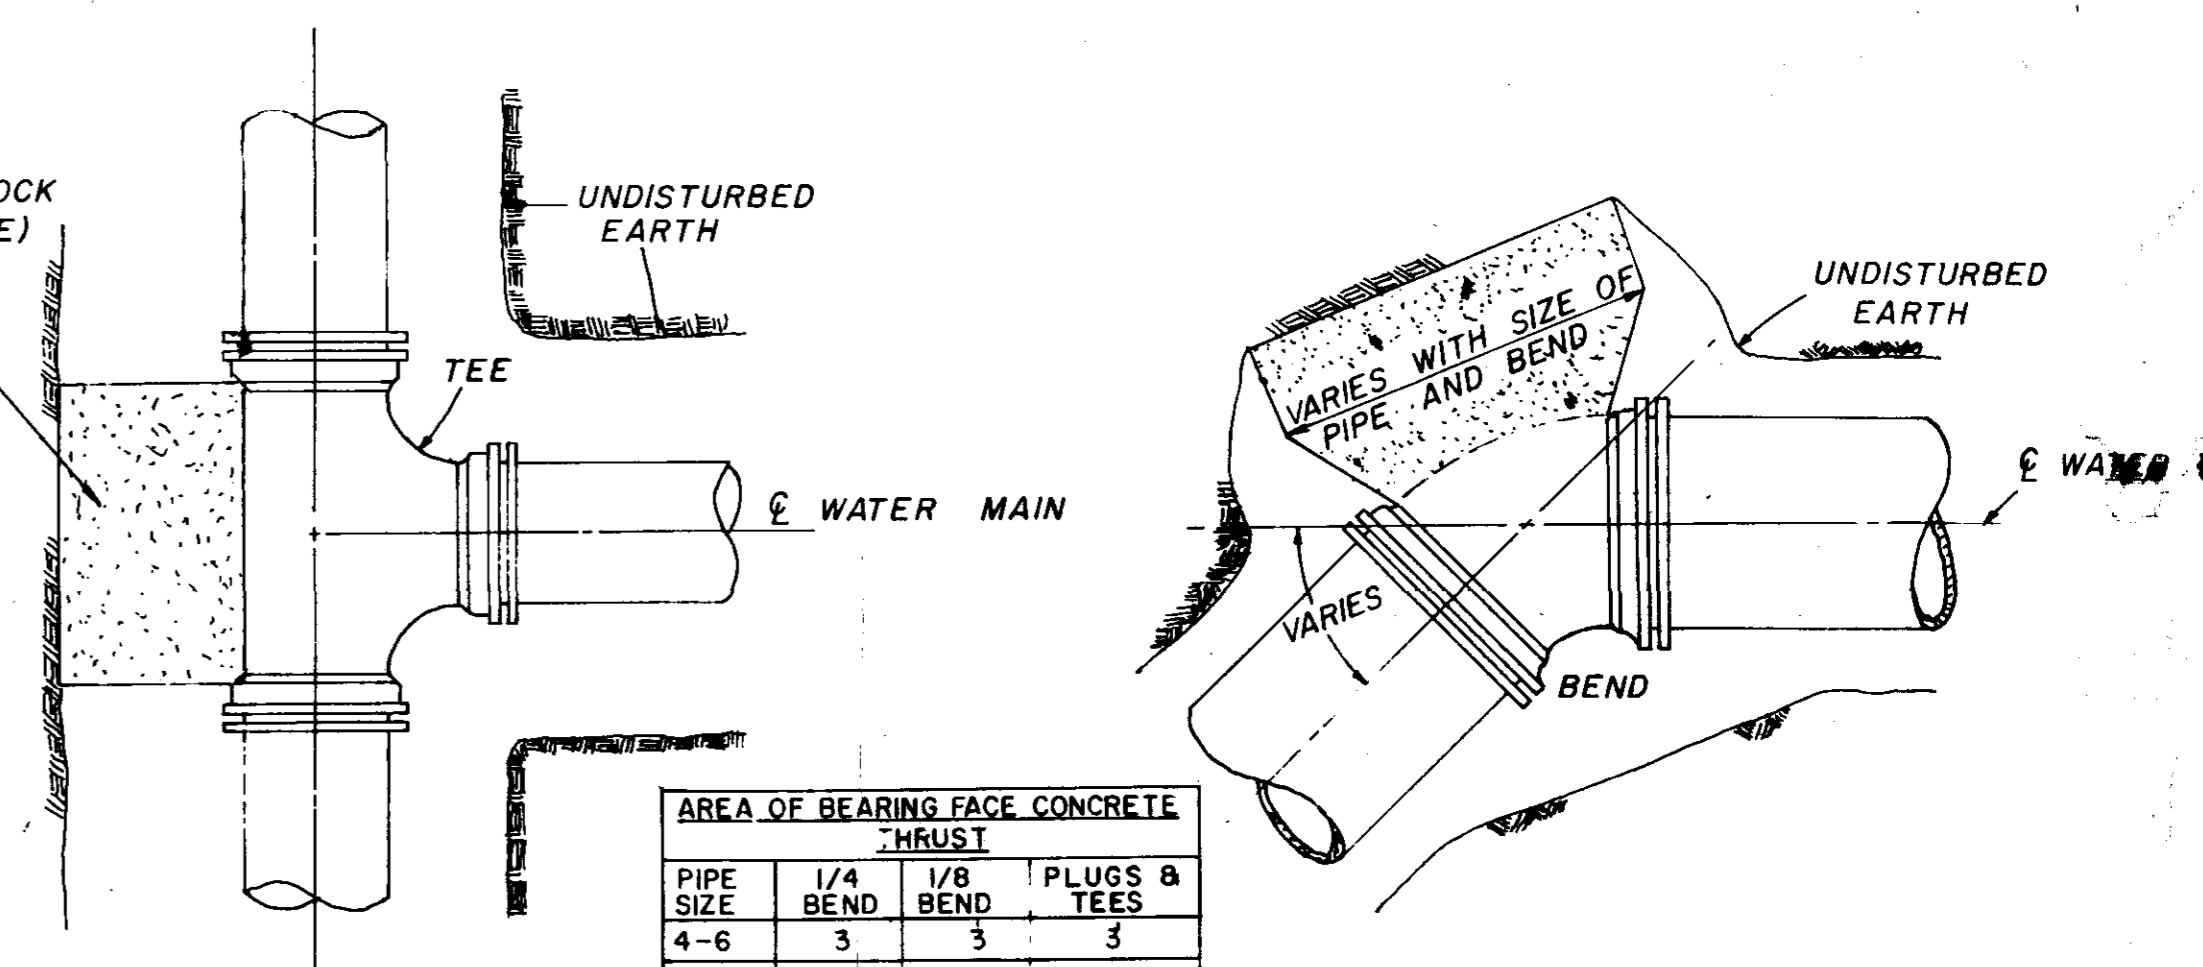 OCK
E)
UNDISTURBED
EARTH
TEE
℄ WATER MAIN
VARIES WITH SIZE OF
PIPE AND BEND
UNDISTURBED
EARTH
℄
VARIES
BEND
AREA OF BEARING FACE CONCRETE
THRUST
PIPE SIZE
1/4 BEND
1/8 BEND
PLUGS & TEES
4-6 3 3 3